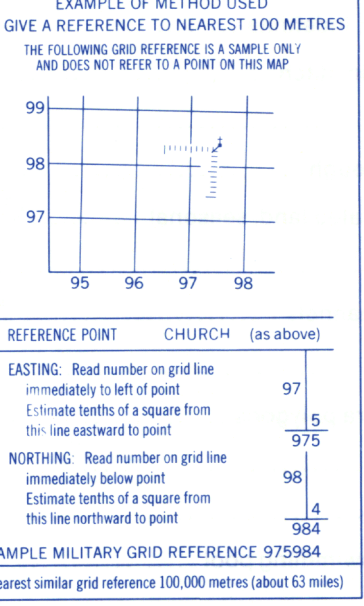 EXAMPLE OF METHOD USED
GIVE A REFERENCE TO NEAREST 100 METRES
THE FOLLOWING GRID REFERENCE IS A SAMPLE ONLY
AND DOES NOT REFER TO A POINT ON THIS MAP
99
98
97
95 96 97 98
REFERENCE POINT CHURCH (as above)
EASTING: Read number on grid line
immediately to left of point 97
Estimate tenths of a square from
this line eastward to point 5
975
NORTHING: Read number on grid line
immediately below point 98
Estimate tenths of a square from
this line northward to point 4
984
AMPLE MILITARY GRID REFERENCE 975984
earest similar grid reference 100,000 metres (about 63 miles)